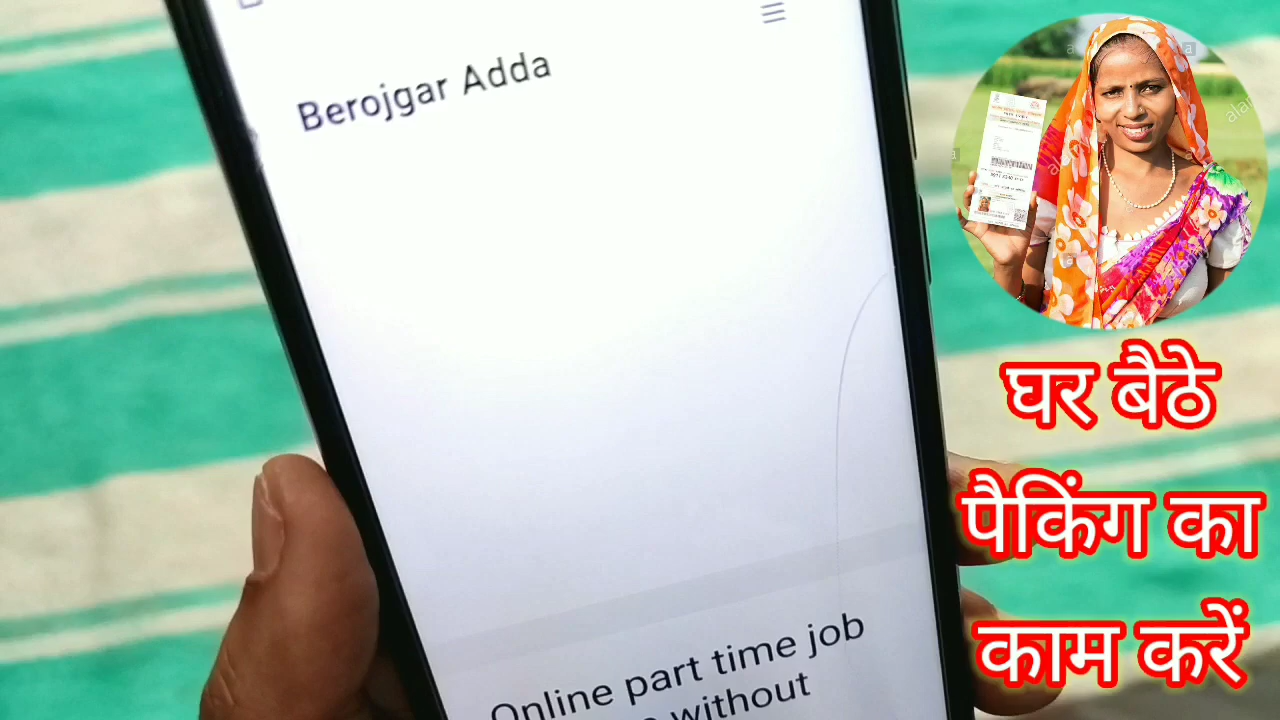 Berojgar Adda
Online part time job
without
घर बैठे
पैकिंग का
काम करें